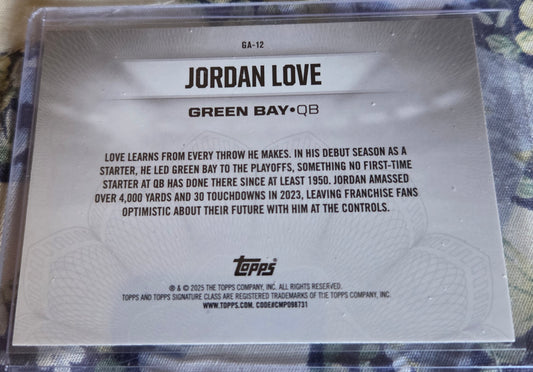 GA-12
JORDAN LOVE
GREEN BAY•QB
LOVE LEARNS FROM EVERY THROW HE MAKES. IN HIS DEBUT SEASON AS A
STARTER, HE LED GREEN BAY TO THE PLAYOFFS, SOMETHING NO FIRST-TIME
STARTER AT QB HAS DONE THERE SINCE AT LEAST 1950. JORDAN AMASSED
OVER 4,000 YARDS AND 30 TOUCHDOWNS IN 2023, LEAVING FRANCHISE FANS
OPTIMISTIC ABOUT THEIR FUTURE WITH HIM AT THE CONTROLS.
Topps
® & © 2025 THE TOPPS COMPANY, INC. ALL RIGHTS RESERVED.
TOPPS AND TOPPS SIGNATURE CLASS ARE REGISTERED TRADEMARKS OF THE TOPPS COMPANY, INC.
WWW.TOPPS.COM. CODE#CMP098731